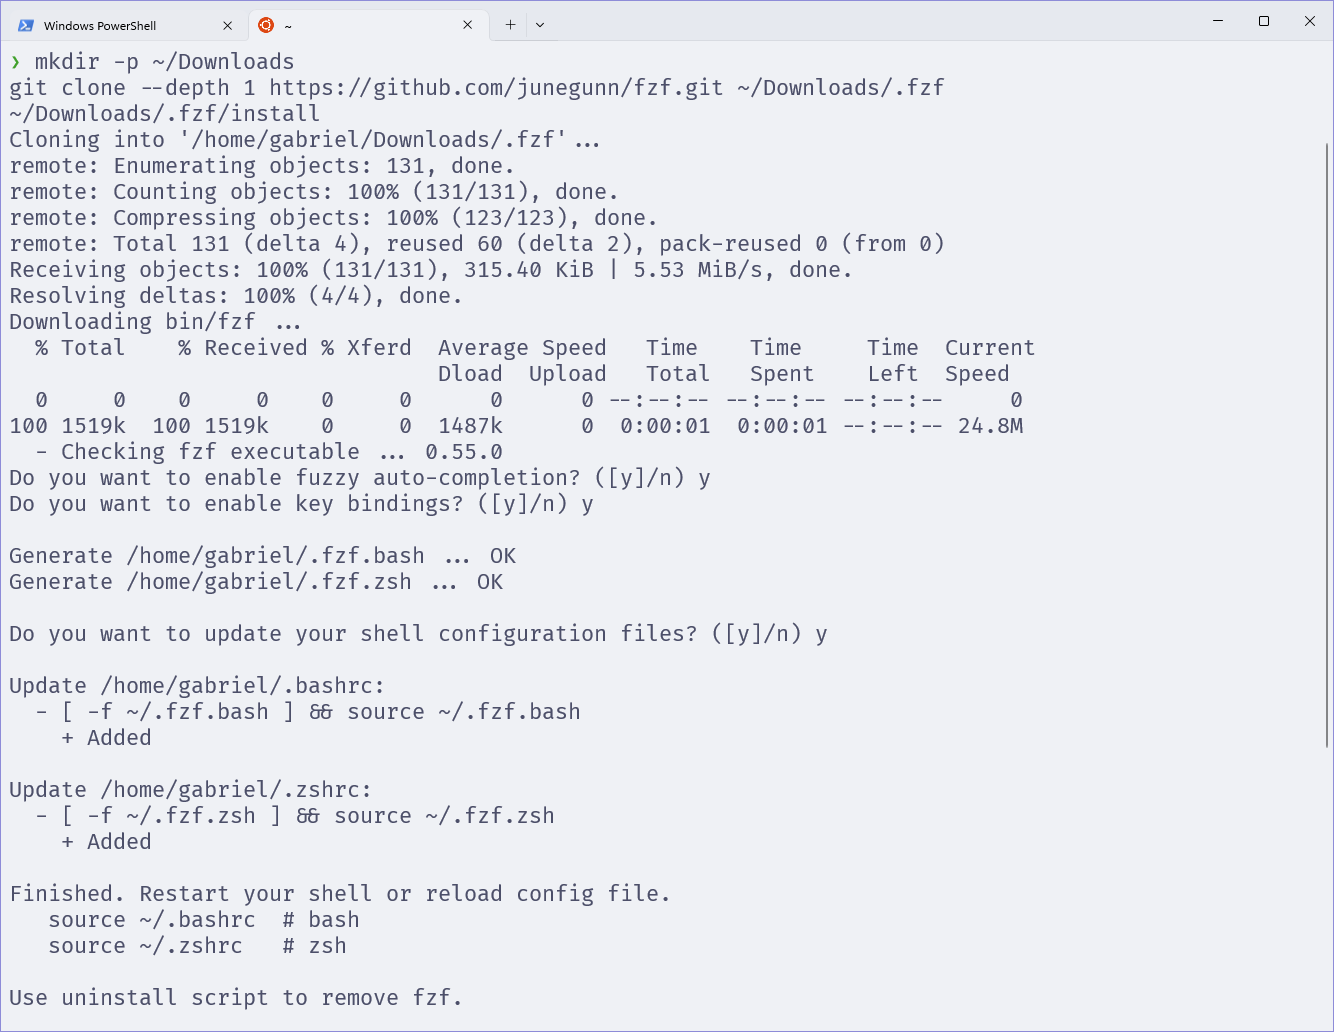 Windows PowerShell
~
❯ mkdir -p ~/Downloads
git clone --depth 1 https://github.com/junegunn/fzf.git ~/Downloads/.fzf
~/Downloads/.fzf/install
Cloning into '/home/gabriel/Downloads/.fzf'...
remote: Enumerating objects: 131, done.
remote: Counting objects: 100% (131/131), done.
remote: Compressing objects: 100% (123/123), done.
remote: Total 131 (delta 4), reused 60 (delta 2), pack-reused 0 (from 0)
Receiving objects: 100% (131/131), 315.40 KiB | 5.53 MiB/s, done.
Resolving deltas: 100% (4/4), done.
Downloading bin/fzf ...
  % Total    % Received % Xferd  Average Speed   Time    Time     Time  Current
                                 Dload  Upload   Total   Spent    Left  Speed
  0     0    0     0    0     0      0      0 --:--:-- --:--:-- --:--:--     0
100 1519k  100 1519k    0     0  1487k      0  0:00:01  0:00:01 --:--:-- 24.8M
  - Checking fzf executable ... 0.55.0
Do you want to enable fuzzy auto-completion? ([y]/n) y
Do you want to enable key bindings? ([y]/n) y
Generate /home/gabriel/.fzf.bash ... OK
Generate /home/gabriel/.fzf.zsh ... OK
Do you want to update your shell configuration files? ([y]/n) y
Update /home/gabriel/.bashrc:
  - [ -f ~/.fzf.bash ] && source ~/.fzf.bash
    + Added
Update /home/gabriel/.zshrc:
  - [ -f ~/.fzf.zsh ] && source ~/.fzf.zsh
    + Added
Finished. Restart your shell or reload config file.
   source ~/.bashrc  # bash
   source ~/.zshrc   # zsh
Use uninstall script to remove fzf.